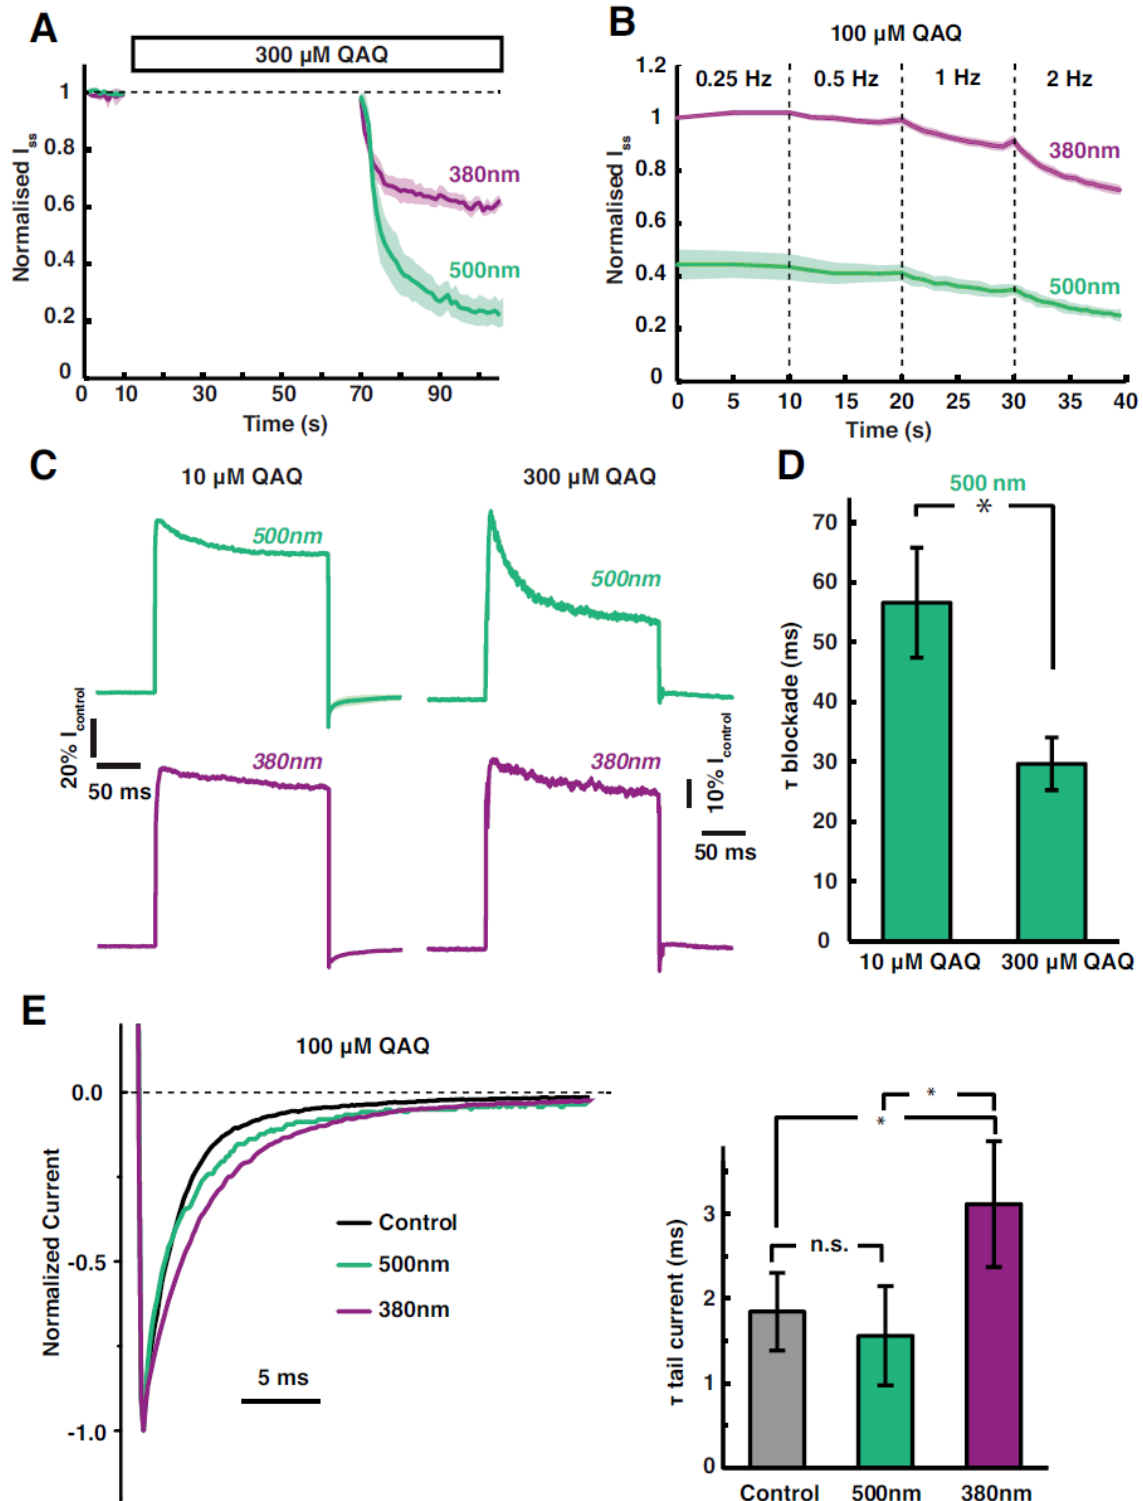 A
300 µM QAQ
Normalised Iss
1
0.8
0.6
0.4
0.2
0
380nm
500nm
0 10 30 50 70 90
Time (s)
B
100 µM QAQ
Normalised Iss
1.2
1
0.8
0.6
0.4
0.2
0
0.25 Hz 0.5 Hz 1 Hz 2 Hz
380nm
500nm
0 5 10 15 20 25 30 35 40
Time (s)
C
10 µM QAQ
300 µM QAQ
500nm
500nm
20% Icontrol
50 ms
380nm
380nm
10% Icontrol
50 ms
D
500 nm
*
τ blockade (ms)
70
60
50
40
30
20
10
0
10 µM QAQ 300 µM QAQ
E
100 µM QAQ
Normalized Current
0.0
-0.5
-1.0
Control
500nm
380nm
5 ms
*
*
n.s.
τ tail current (ms)
3
2
1
0
Control 500nm 380nm